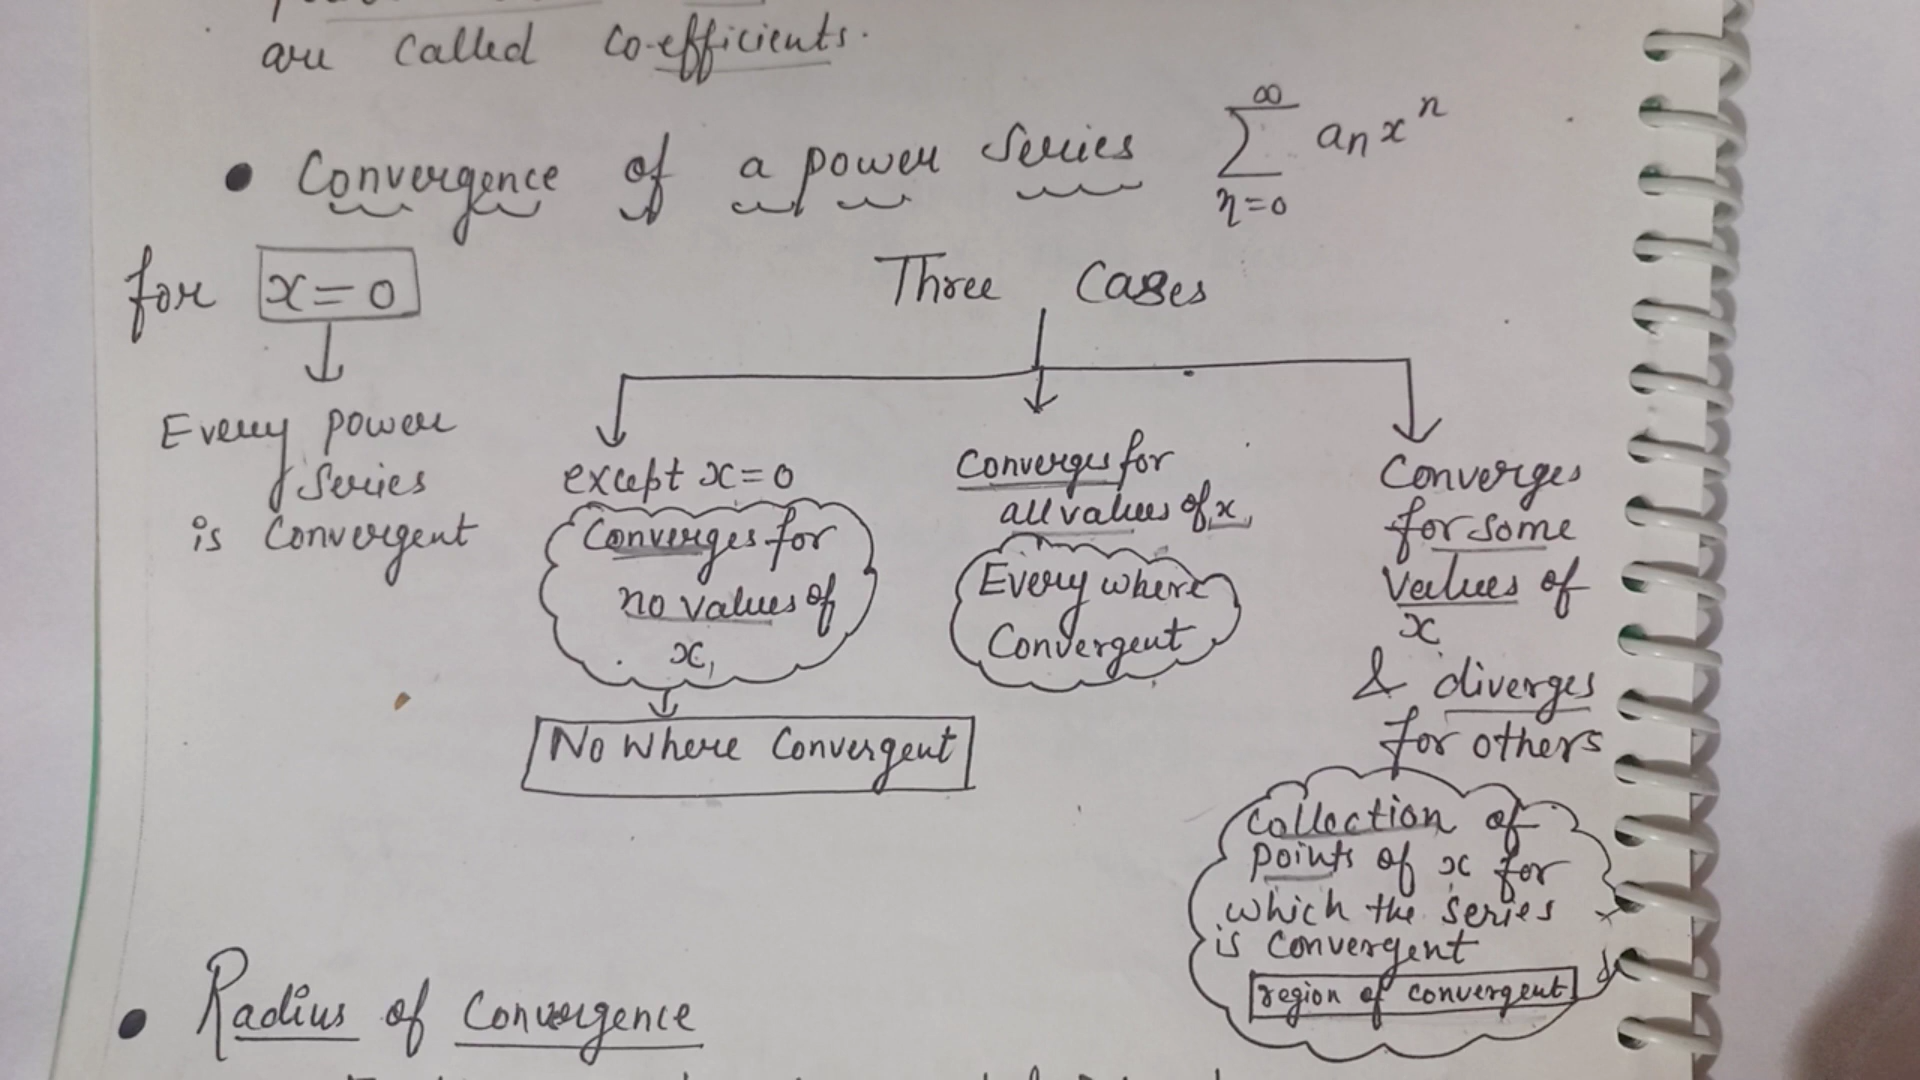 are called co-efficients.
• Convergence of a power series ∑_{n=0}^{∞} aₙxⁿ
for x=0
Every power
series
is convergent
Three Cases
except x=0
Converges for
no values of
x,
No where Convergent
Converges for
all values of x,
Every where
Convergent
Converges
for some
values of
x
& diverges
for others
collection of
points of x for
which the series
is convergent
region of convergent
• Radius of Convergence